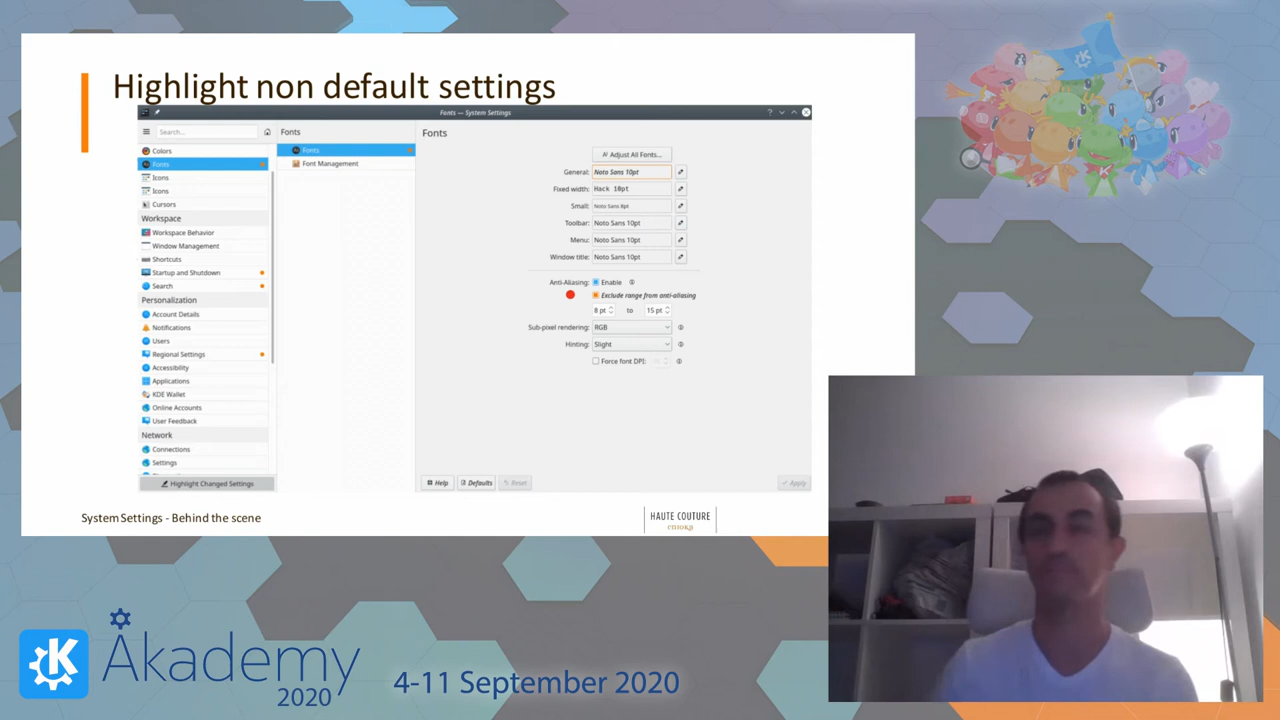 Highlight non default settings
Fonts — System Settings
Search...
Fonts
Fonts
Colors
Fonts
Icons
Icons
Cursors
Workspace
Workspace Behavior
Window Management
Shortcuts
Startup and Shutdown
Search
Personalization
Account Details
Notifications
Users
Regional Settings
Accessibility
Applications
KDE Wallet
Online Accounts
User Feedback
Network
Connections
Settings
Highlight Changed Settings
Fonts
Font Management
Adjust All Fonts...
General: Noto Sans 10pt
Fixed width: Hack 10pt
Small: Noto Sans 8pt
Toolbar: Noto Sans 10pt
Menu: Noto Sans 10pt
Window title: Noto Sans 10pt
Anti-Aliasing: Enable
Exclude range from anti-aliasing
8 pt to 15 pt
Sub-pixel rendering: RGB
Hinting: Slight
Force font DPI:
Help Defaults Reset Apply
SystemSettings - Behind the scene
HAUTE COUTURE
enioka
K
Akademy
2020
4-11 September 2020